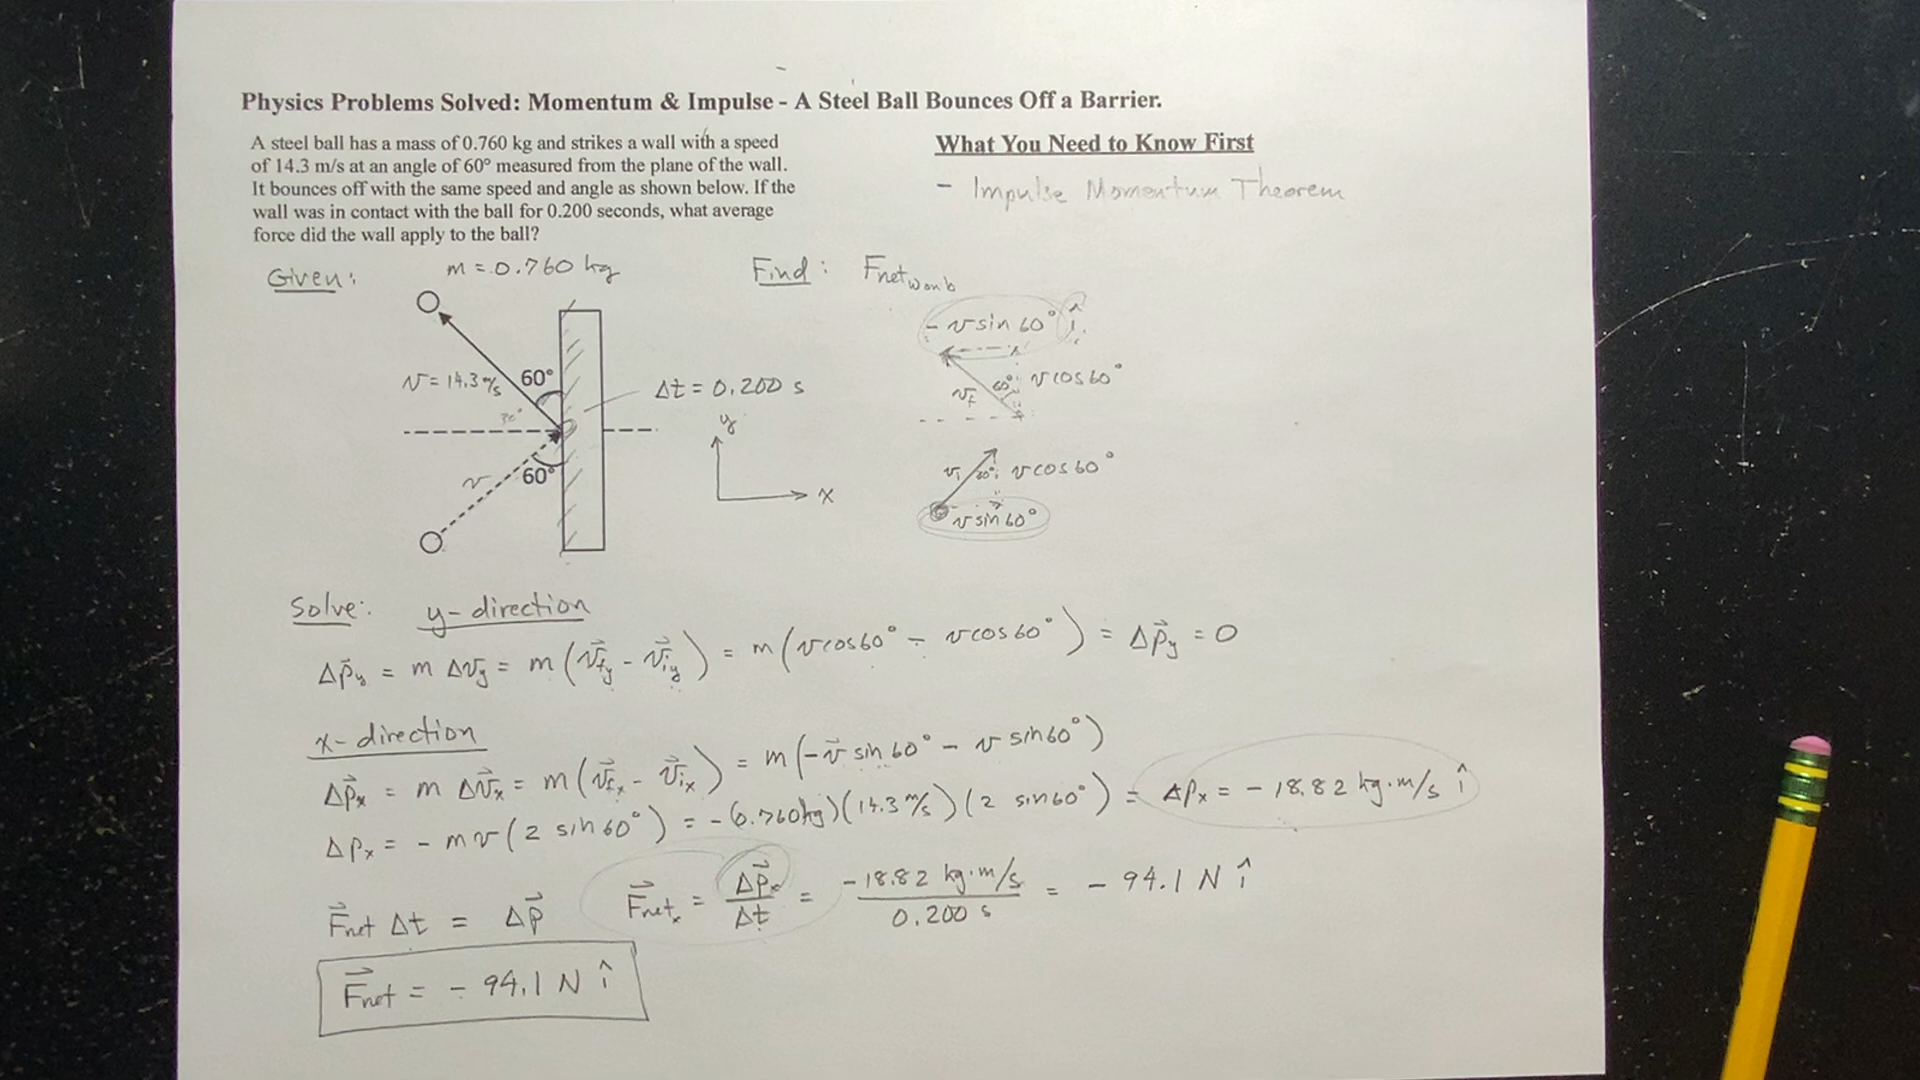 Physics Problems Solved: Momentum & Impulse - A Steel Ball Bounces Off a Barrier.
A steel ball has a mass of 0.760 kg and strikes a wall with a speed
of 14.3 m/s at an angle of 60° measured from the plane of the wall.
It bounces off with the same speed and angle as shown below. If the
wall was in contact with the ball for 0.200 seconds, what average
force did the wall apply to the ball?
What You Need to Know First
- Impulse Momentum Theorem
Given:
m = 0.760 kg
Find: Fnet w on b
v = 14.3 m/s
60°
30°
60°
v
Δt = 0.200 s
y
x
- v sin 60° î
vf 60° v cos 60°
vi 60° v cos 60°
v sin 60°
Solve: y-direction
Δp⃗y = m Δvy = m (v⃗fy - v⃗iy) = m (v cos 60° - v cos 60°) = Δp⃗y = 0
x-direction
Δp⃗x = m Δv⃗x = m (v⃗fx - v⃗ix) = m (-v⃗ sin 60° - v sin 60°)
Δpx = - mv (2 sin 60°) = - (0.760 kg)(14.3 m/s)(2 sin 60°) = Δpx = - 18.82 kg·m/s î
F⃗net Δt = Δp⃗
F⃗net x = Δp⃗x / Δt = -18.82 kg·m/s / 0.200 s = - 94.1 N î
F⃗net = - 94.1 N î